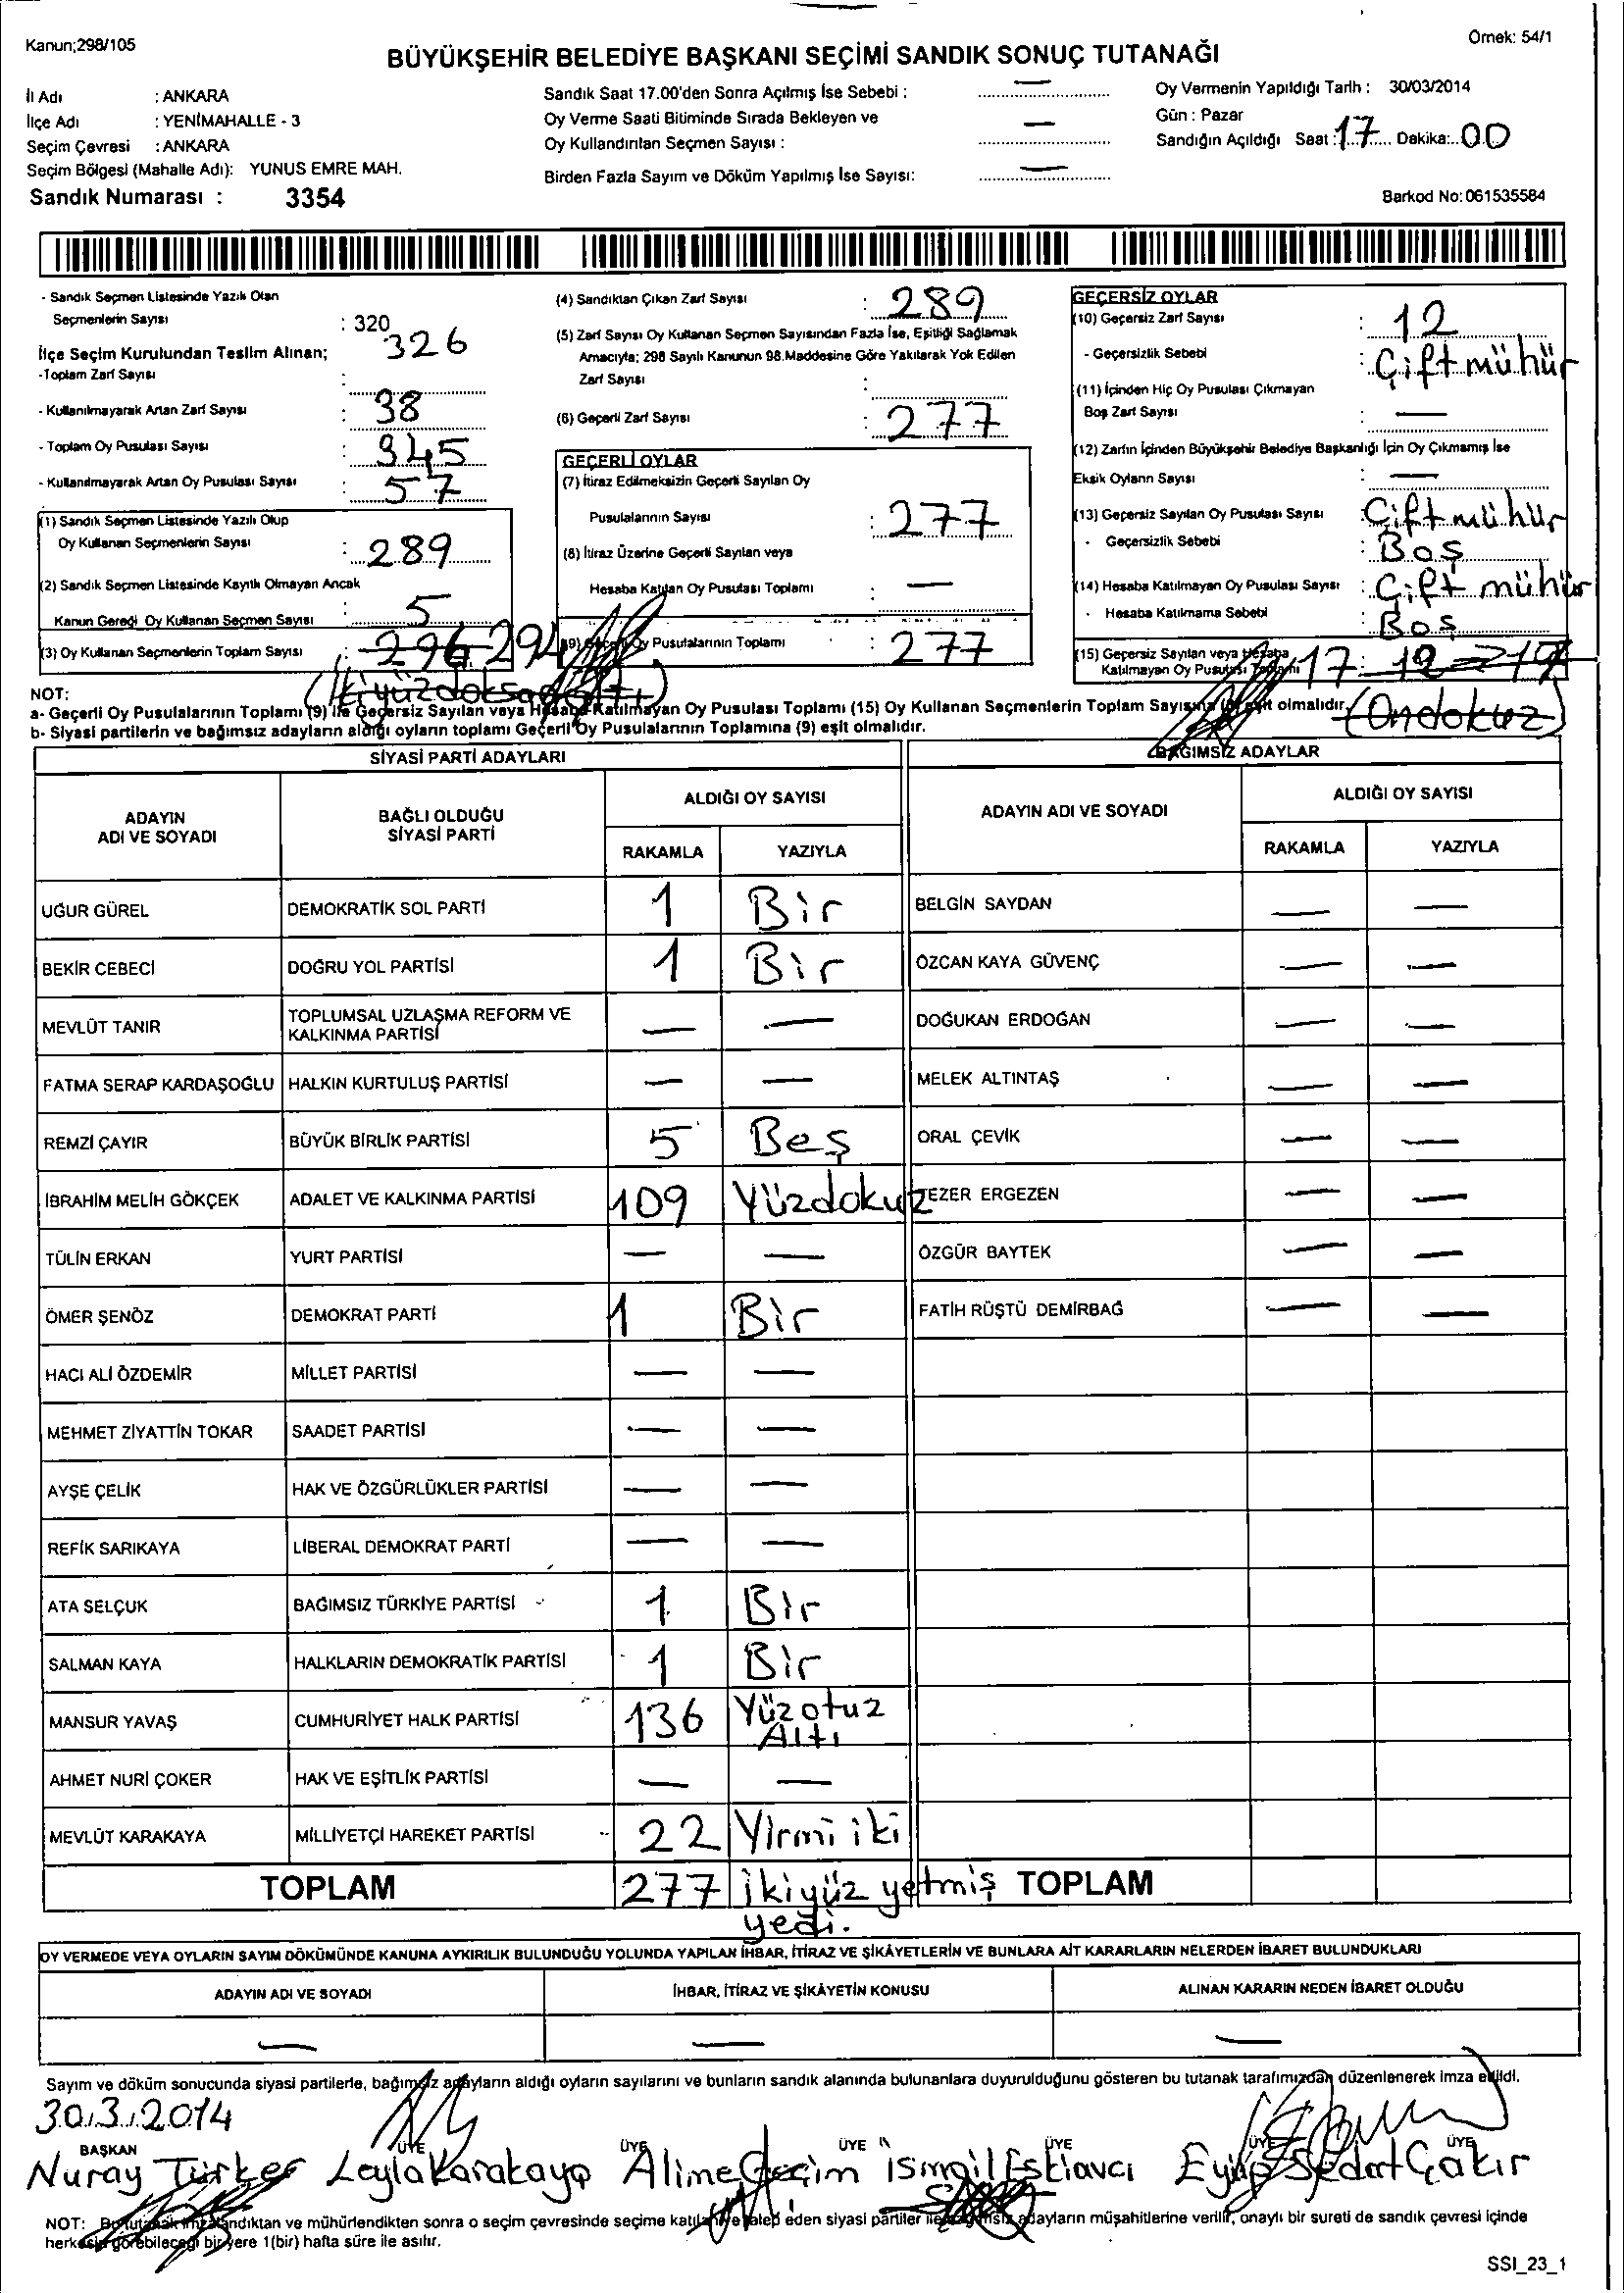 Kanun;298/105
Örnek: 54/1
BÜYÜKŞEHİR BELEDİYE BAŞKANI SEÇİMİ SANDIK SONUÇ TUTANAĞI
İl Adı : ANKARA
İlçe Adı : YENİMAHALLE - 3
Seçim Çevresi : ANKARA
Seçim Bölgesi (Mahalle Adı): YUNUS EMRE MAH.
Sandık Numarası : 3354
Sandık Saat 17.00'den Sonra Açılmış İse Sebebi : —
Oy Verme Saati Bitiminde Sırada Bekleyen ve
Oy Kullandırılan Seçmen Sayısı : —
Birden Fazla Sayım ve Döküm Yapılmış İse Sayısı: —
Oy Vermenin Yapıldığı Tarih : 30/03/2014
Gün : Pazar
Sandığın Açıldığı Saat : 17 Dakika: 00
Barkod No:061535584
- Sandık Seçmen Listesinde Yazılı Olan
Seçmenlerin Sayısı : 320
İlçe Seçim Kurulundan Teslim Alınan;
-Toplam Zarf Sayısı : 326
- Kullanılmayarak Artan Zarf Sayısı : 38
- Toplam Oy Pusulası Sayısı : 345
- Kullanılmayarak Artan Oy Pusulası Sayısı : 57
(1) Sandık Seçmen Listesinde Yazılı Olup
Oy Kullanan Seçmenlerin Sayısı : 289
(2) Sandık Seçmen Listesinde Kayıtlı Olmayan Ancak
Kanun Gereği Oy Kullanan Seçmen Sayısı : 5
(3) Oy Kullanan Seçmenlerin Toplam Sayısı : 296 294
(İkiyüzdoksanaltı)
(4) Sandıktan Çıkan Zarf Sayısı : 289
(5) Zarf Sayısı Oy Kullanan Seçmen Sayısından Fazla İse, Eşitliği Sağlamak
Amacıyla; 298 Sayılı Kanunun 98.Maddesine Göre Yakılarak Yok Edilen
Zarf Sayısı :
(6) Geçerli Zarf Sayısı : 277
GEÇERLİ OYLAR
(7) İtiraz Edilmeksizin Geçerli Sayılan Oy
Pusulalarının Sayısı : 277
(8) İtiraz Üzerine Geçerli Sayılan veya
Hesaba Katılan Oy Pusulası Toplamı : —
(9) Geçerli Oy Pusulalarının Toplamı : 277
GEÇERSİZ OYLAR
(10) Geçersiz Zarf Sayısı : 12
- Geçersizlik Sebebi : Çift mühür
(11) İçinden Hiç Oy Pusulası Çıkmayan
Boş Zarf Sayısı : —
(12) Zarfın İçinden Büyükşehir Belediye Başkanlığı İçin Oy Çıkmamış İse
Eksik Oyların Sayısı : —
(13) Geçersiz Sayılan Oy Pusulası Sayısı : Çift mühür
- Geçersizlik Sebebi : Boş
(14) Hesaba Katılmayan Oy Pusulası Sayısı : Çift mühür
- Hesaba Katılmama Sebebi : Boş
(15) Geçersiz Sayılan veya Hesaba
Katılmayan Oy Pusulası Toplamı : 17
(Ondokuz)
NOT:
a- Geçerli Oy Pusulalarının Toplamı (9) ile Geçersiz Sayılan veya Hesaba Katılmayan Oy Pusulası Toplamı (15) Oy Kullanan Seçmenlerin Toplam Sayısına (3) eşit olmalıdır.
b- Siyasi partilerin ve bağımsız adayların aldığı oyların toplamı Geçerli Oy Pusulalarının Toplamına (9) eşit olmalıdır.
SİYASİ PARTİ ADAYLARI
BAĞIMSIZ ADAYLAR
ADAYIN ADI VE SOYADI
BAĞLI OLDUĞU SİYASİ PARTİ
ALDIĞI OY SAYISI
RAKAMLA YAZIYLA
ADAYIN ADI VE SOYADI
ALDIĞI OY SAYISI
RAKAMLA YAZIYLA
UĞUR GÜREL DEMOKRATİK SOL PARTİ 1 Bir BELGİN SAYDAN — —
BEKİR CEBECİ DOĞRU YOL PARTİSİ 1 Bir ÖZCAN KAYA GÜVENÇ — —
MEVLÜT TANIR TOPLUMSAL UZLAŞMA REFORM VE KALKINMA PARTİSİ — — DOĞUKAN ERDOĞAN — —
FATMA SERAP KARDAŞOĞLU HALKIN KURTULUŞ PARTİSİ — — MELEK ALTINTAŞ — —
REMZİ ÇAYIR BÜYÜK BİRLİK PARTİSİ 5 Beş ORAL ÇEVİK — —
İBRAHİM MELİH GÖKÇEK ADALET VE KALKINMA PARTİSİ 109 Yüzdokuz TEZER ERGEZEN — —
TÜLİN ERKAN YURT PARTİSİ — — ÖZGÜR BAYTEK — —
ÖMER ŞENÖZ DEMOKRAT PARTİ 1 Bir FATİH RÜŞTÜ DEMİRBAĞ — —
HACI ALİ ÖZDEMİR MİLLET PARTİSİ — —
MEHMET ZİYATTİN TOKAR SAADET PARTİSİ — —
AYŞE ÇELİK HAK VE ÖZGÜRLÜKLER PARTİSİ — —
REFİK SARIKAYA LİBERAL DEMOKRAT PARTİ — —
ATA SELÇUK BAĞIMSIZ TÜRKİYE PARTİSİ 1 Bir
SALMAN KAYA HALKLARIN DEMOKRATİK PARTİSİ 1 Bir
MANSUR YAVAŞ CUMHURİYET HALK PARTİSİ 136 Yüzotuz Altı
AHMET NURİ ÇOKER HAK VE EŞİTLİK PARTİSİ — —
MEVLÜT KARAKAYA MİLLİYETÇİ HAREKET PARTİSİ 22 Yirmi iki
TOPLAM 277 ikiyüz yetmiş yedi. TOPLAM
OY VERMEDE VEYA OYLARIN SAYIM DÖKÜMÜNDE KANUNA AYKIRILIK BULUNDUĞU YOLUNDA YAPILAN İHBAR, İTİRAZ VE ŞİKAYETLERİN VE BUNLARA AİT KARARLARIN NELERDEN İBARET BULUNDUKLARI
ADAYIN ADI VE SOYADI İHBAR, İTİRAZ VE ŞİKAYETİN KONUSU ALINAN KARARIN NEDEN İBARET OLDUĞU
— — —
Sayım ve döküm sonucunda siyasi partilerle, bağımsız adayların aldığı oyların sayılarını ve bunların sandık alanında bulunanlara duyurulduğunu gösteren bu tutanak tarafımızdan düzenlenerek imza edildi.
30.3.2014
BAŞKAN ÜYE ÜYE ÜYE ÜYE ÜYE ÜYE
Nuray Türker Leyla Karakaya Alime Geçim İsmail Eskiavcı Eyüp Sedat Çakır
NOT: Bu tutanak imzalandıktan ve mühürlendikten sonra o seçim çevresinde seçime katılan ve talep eden siyasi partiler ile bağımsız adayların müşahitlerine verilir, onaylı bir sureti de sandık çevresi içinde
herkesin görebileceği bir yere 1(bir) hafta süre ile asılır.
SSI_23_1